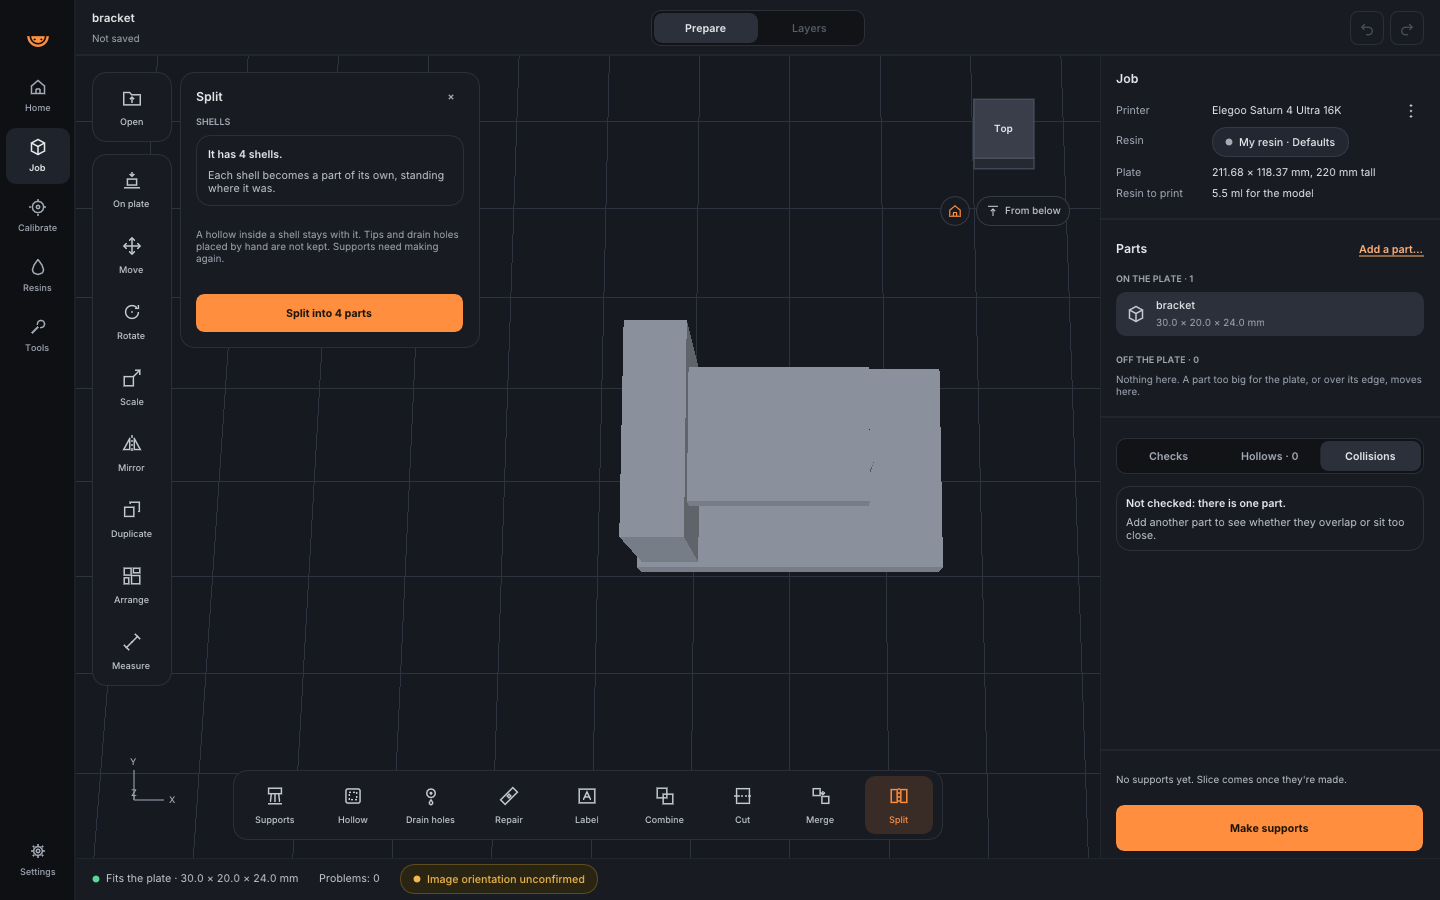 bracket
Not saved
Prepare
Layers
Home
Job
Calibrate
Resins
Tools
Settings
Open
On plate
Move
Rotate
Scale
Mirror
Duplicate
Arrange
Measure
Split
×
SHELLS
It has 4 shells.
Each shell becomes a part of its own, standing
where it was.
A hollow inside a shell stays with it. Tips and drain holes
placed by hand are not kept. Supports need making
again.
Split into 4 parts
Top
From below
Y
Z
X
Supports
Hollow
Drain holes
Repair
Label
Combine
Cut
Merge
Split
Job
Printer
Elegoo Saturn 4 Ultra 16K
Resin
My resin · Defaults
Plate
211.68 × 118.37 mm, 220 mm tall
Resin to print
5.5 ml for the model
Parts
Add a part...
ON THE PLATE · 1
bracket
30.0 × 20.0 × 24.0 mm
OFF THE PLATE · 0
Nothing here. A part too big for the plate, or over its edge, moves
here.
Checks
Hollows · 0
Collisions
Not checked: there is one part.
Add another part to see whether they overlap or sit too
close.
No supports yet. Slice comes once they're made.
Make supports
Fits the plate · 30.0 × 20.0 × 24.0 mm
Problems: 0
Image orientation unconfirmed